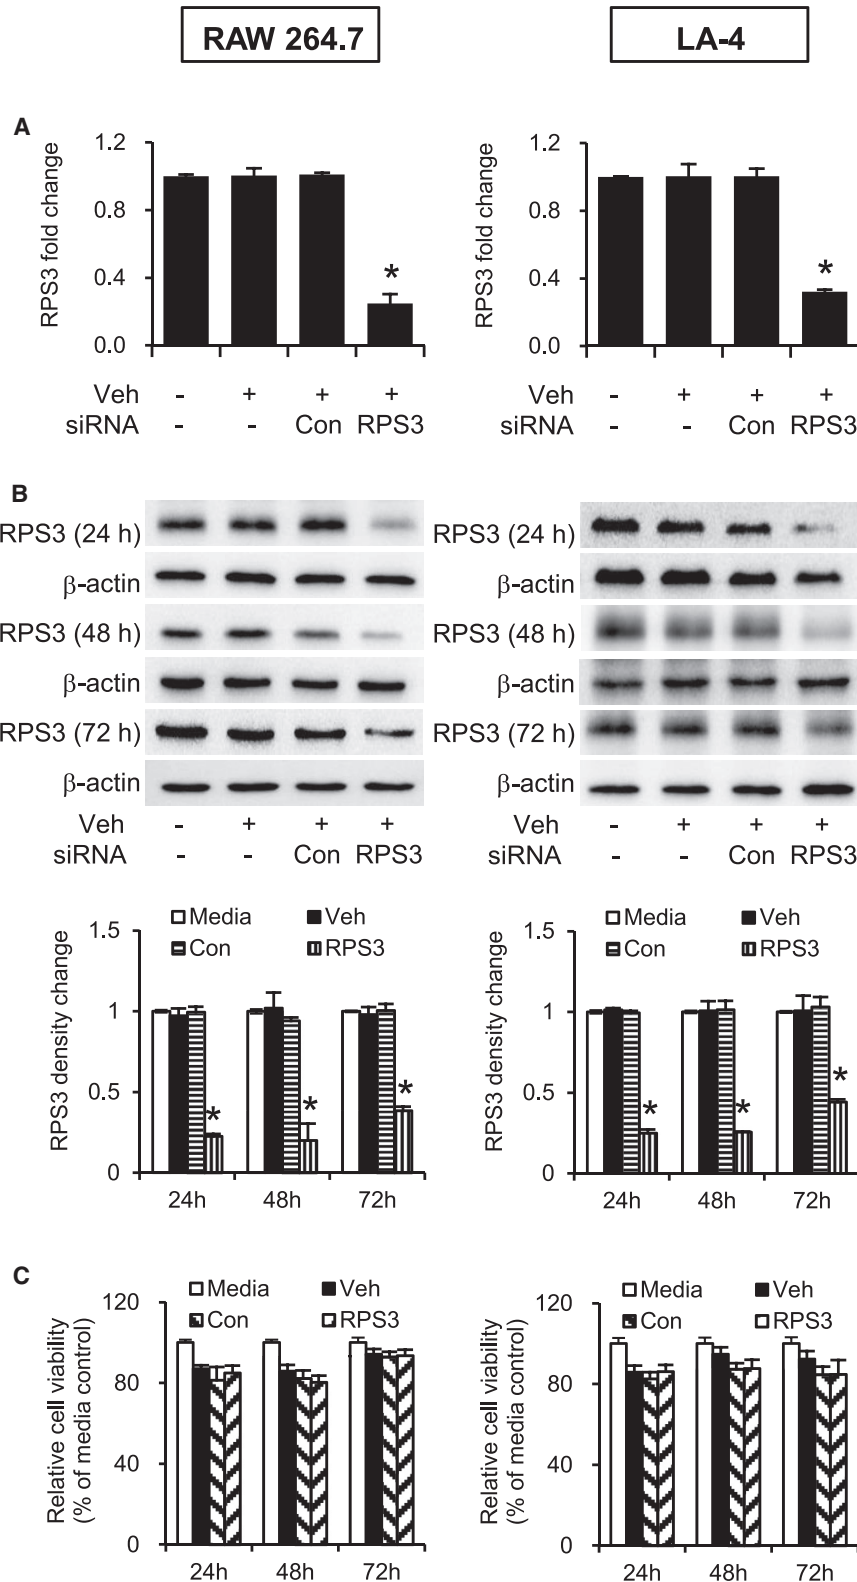 RAW 264.7
LA-4
A
RPS3 fold change
1.2
0.8
0.4
0.0
*
Veh - + + +
siRNA - - Con RPS3
RPS3 fold change
1.2
0.8
0.4
0.0
*
Veh - + + +
siRNA - - Con RPS3
B
RPS3 (24 h)
β-actin
RPS3 (48 h)
β-actin
RPS3 (72 h)
β-actin
Veh - + + +
siRNA - - Con RPS3
RPS3 (24 h)
β-actin
RPS3 (48 h)
β-actin
RPS3 (72 h)
β-actin
Veh - + + +
siRNA - - Con RPS3
RPS3 density change
Media Veh
Con RPS3
1.5
1
0.5
0
* * *
24h 48h 72h
RPS3 density change
Media Veh
Con RPS3
1.5
1
0.5
0
* * *
24h 48h 72h
C
Relative cell viability
(% of media control)
Media Veh
Con RPS3
120
80
40
0
24h 48h 72h
Relative cell viability
(% of media control)
Media Veh
Con RPS3
120
80
40
0
24h 48h 72h